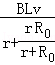 BLv
r+ rR₀
r+R₀